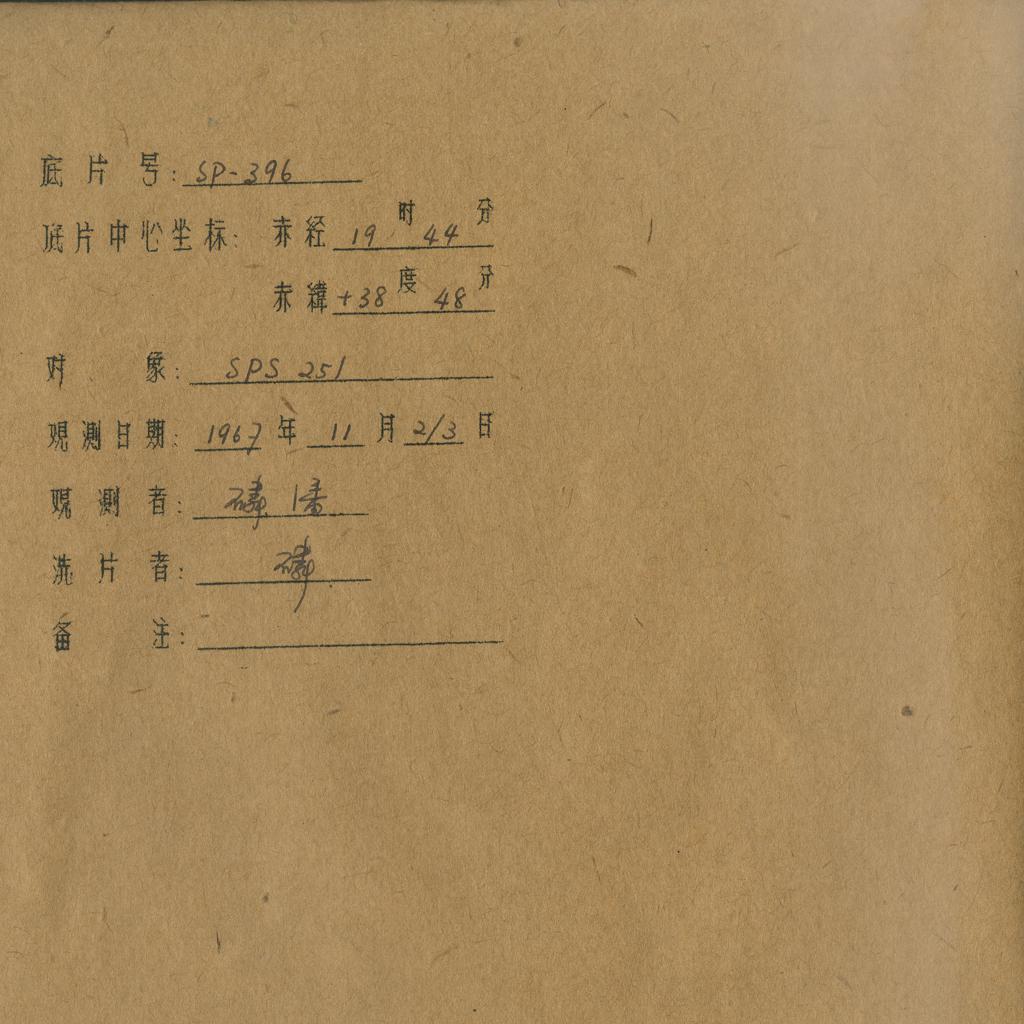 底片号: SP-396
底片中心坐标: 赤经 19 时 44 分
赤緯 +38 度 48 分
对象: SPS 251
观测日期: 1967 年 11 月 2/3 日
观测者:
洗片者:
备注: